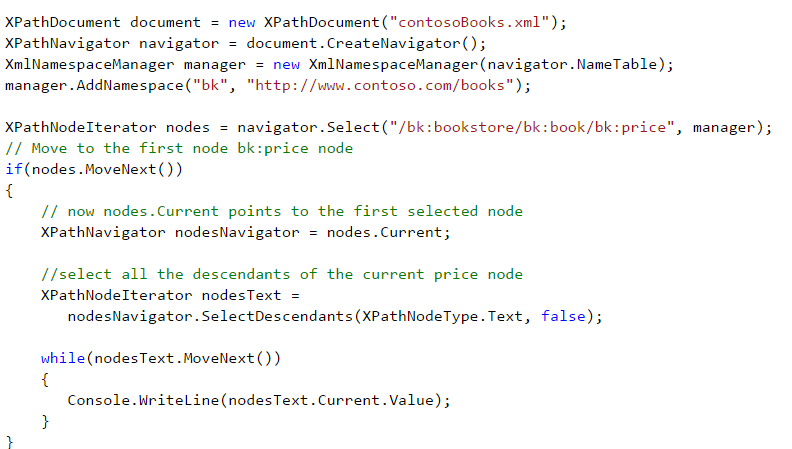 XPathDocument document = new XPathDocument("contosoBooks.xml");
XPathNavigator navigator = document.CreateNavigator();
XmlNamespaceManager manager = new XmlNamespaceManager(navigator.NameTable);
manager.AddNamespace("bk", "http://www.contoso.com/books");

XPathNodeIterator nodes = navigator.Select("/bk:bookstore/bk:book/bk:price", manager);
// Move to the first node bk:price node
if(nodes.MoveNext())
{
    // now nodes.Current points to the first selected node
    XPathNavigator nodesNavigator = nodes.Current;

    //select all the descendants of the current price node
    XPathNodeIterator nodesText =
       nodesNavigator.SelectDescendants(XPathNodeType.Text, false);

    while(nodesText.MoveNext())
    {
       Console.WriteLine(nodesText.Current.Value);
    }
}